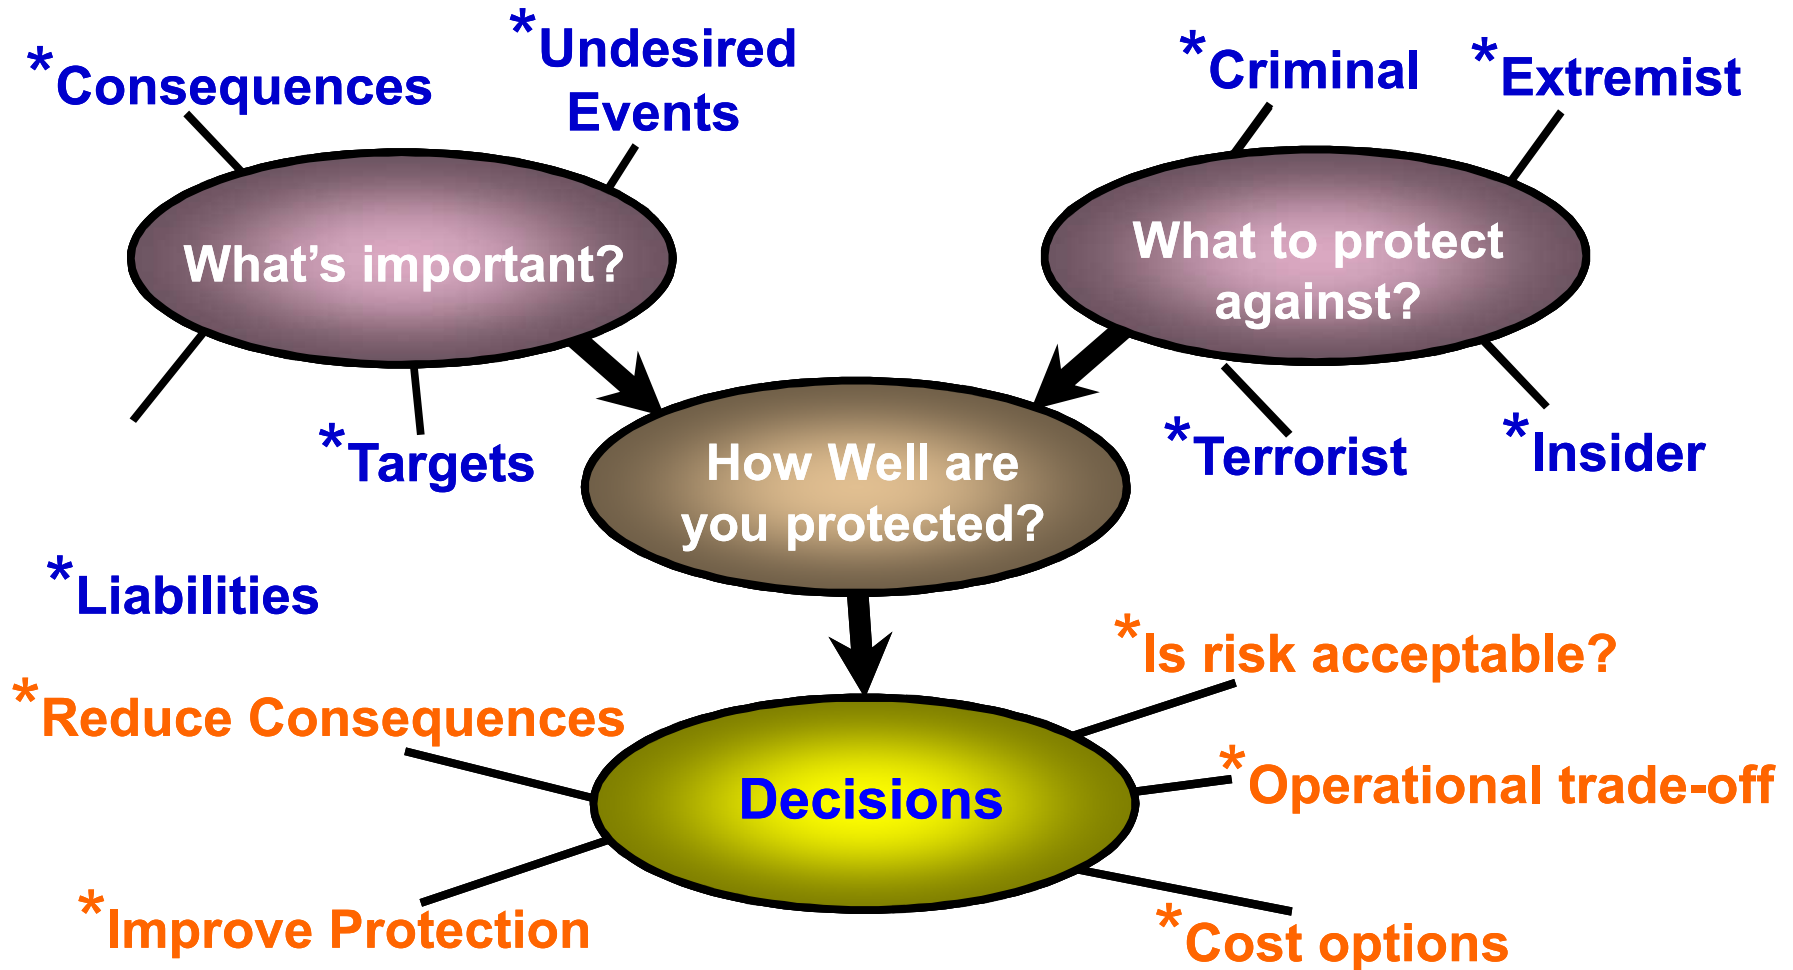 *Consequences
*Undesired
Events
*Criminal
*Extremist
What's important?
What to protect
against?
*Targets
*Terrorist
*Insider
How Well are
you protected?
*Liabilities
*Is risk acceptable?
*Reduce Consequences
*Operational trade-off
Decisions
*Improve Protection
*Cost options